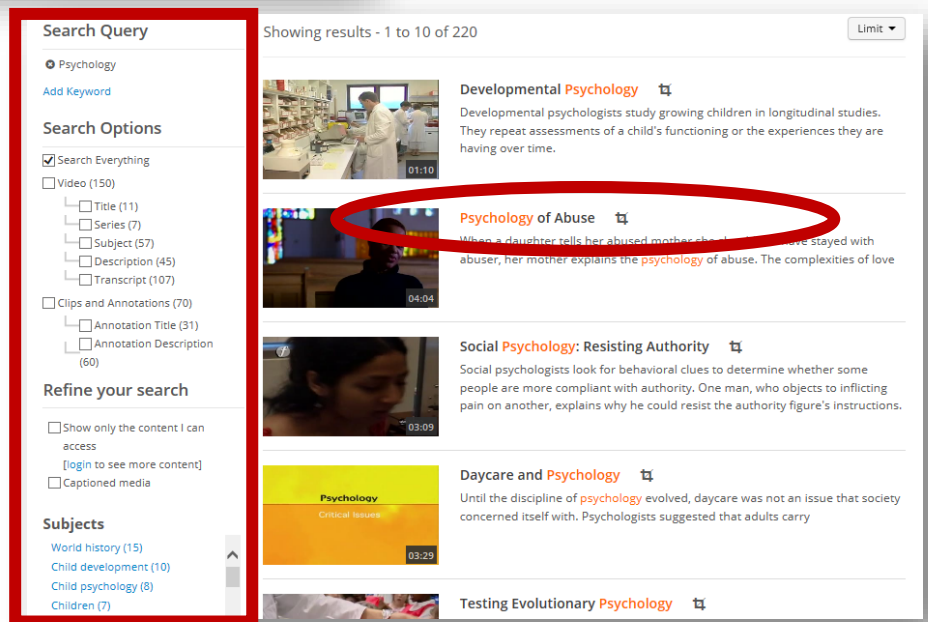 Search Query
Psychology
Add Keyword
Search Options
Search Everything
Video (150)
Title (11)
Series (7)
Subject (57)
Description (45)
Transcript (107)
Clips and Annotations (70)
Annotation Title (31)
Annotation Description
(60)
Refine your search
Show only the content I can
access
[login to see more content]
Captioned media
Subjects
World history (15)
Child development (10)
Child psychology (8)
Children (7)
Showing results - 1 to 10 of 220
Limit
Developmental Psychology
Developmental psychologists study growing children in longitudinal studies.
They repeat assessments of a child's functioning or the experiences they are
having over time.
01:10
Psychology of Abuse
When a daughter tells her abused mother she stayed with
abuser, her mother explains the psychology of abuse. The complexities of love
04:04
Social Psychology: Resisting Authority
Social psychologists look for behavioral clues to determine whether some
people are more compliant with authority. One man, who objects to inflicting
pain on another, explains why he could resist the authority figure's instructions.
03:09
Daycare and Psychology
Until the discipline of psychology evolved, daycare was not an issue that society
concerned itself with. Psychologists suggested that adults carry
Psychology
Critical Issues
03:29
Testing Evolutionary Psychology